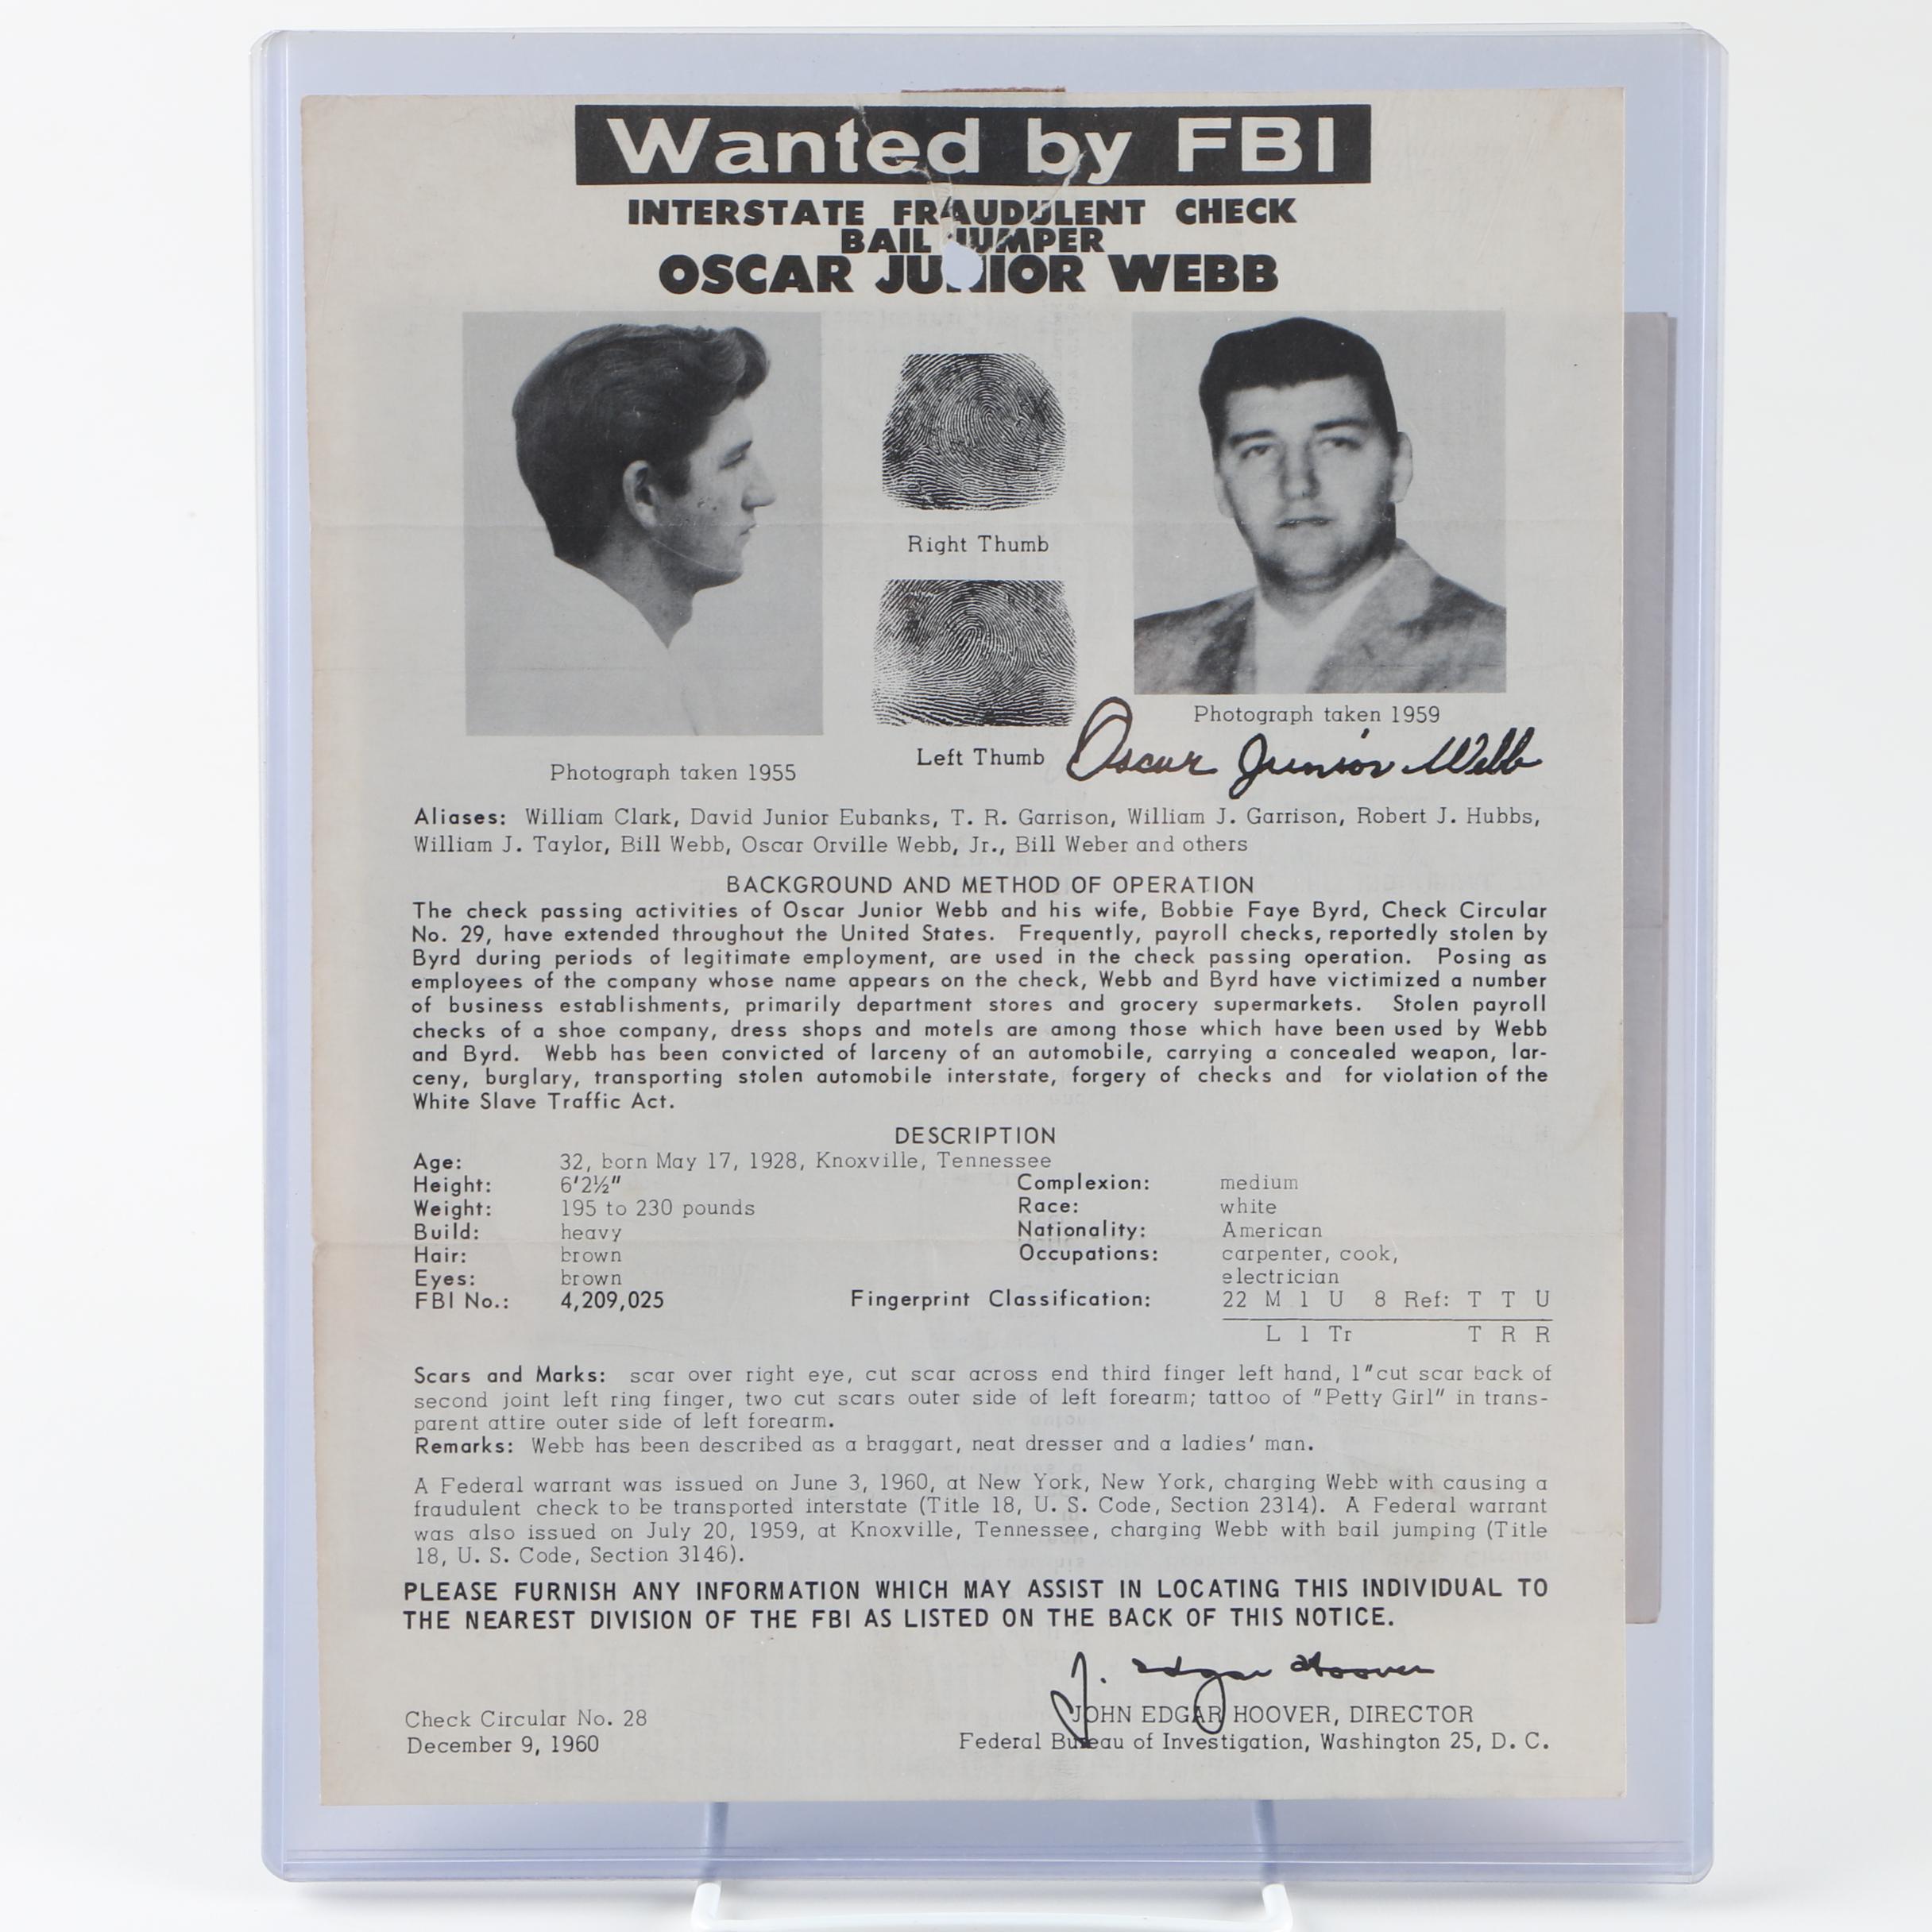 Wanted by FBI
INTERSTATE FRAUDULENT CHECK
BAIL JUMPER
OSCAR JUNIOR WEBB
Right Thumb
Left Thumb
Photograph taken 1959
Photograph taken 1955
Oscar Junior Webb
Aliases: William Clark, David Junior Eubanks, T. R. Garrison, William J. Garrison, Robert J. Hubbs,
William J. Taylor, Bill Webb, Oscar Orville Webb, Jr., Bill Weber and others
BACKGROUND AND METHOD OF OPERATION
The check passing activities of Oscar Junior Webb and his wife, Bobbie Faye Byrd, Check Circular
No. 29, have extended throughout the United States. Frequently, payroll checks, reportedly stolen by
Byrd during periods of legitimate employment, are used in the check passing operation. Posing as
employees of the company whose name appears on the check, Webb and Byrd have victimized a number
of business establishments, primarily department stores and grocery supermarkets. Stolen payroll
checks of a shoe company, dress shops and motels are among those which have been used by Webb
and Byrd. Webb has been convicted of larceny of an automobile, carrying a concealed weapon, lar-
ceny, burglary, transporting stolen automobile interstate, forgery of checks and for violation of the
White Slave Traffic Act.
DESCRIPTION
Age: 32, born May 17, 1928, Knoxville, Tennessee
Height: 6'2½" Complexion: medium
Weight: 195 to 230 pounds Race: white
Build: heavy Nationality: American
Hair: brown Occupations: carpenter, cook,
Eyes: brown electrician
FBI No.: 4,209,025 Fingerprint Classification: 22 M 1 U 8 Ref: T T U
L 1 Tr T R R
Scars and Marks: scar over right eye, cut scar across end third finger left hand, 1" cut scar back of
second joint left ring finger, two cut scars outer side of left forearm; tattoo of "Petty Girl" in trans-
parent attire outer side of left forearm.
Remarks: Webb has been described as a braggart, neat dresser and a ladies' man.
A Federal warrant was issued on June 3, 1960, at New York, New York, charging Webb with causing a
fraudulent check to be transported interstate (Title 18, U. S. Code, Section 2314). A Federal warrant
was also issued on July 20, 1959, at Knoxville, Tennessee, charging Webb with bail jumping (Title
18, U. S. Code, Section 3146).
PLEASE FURNISH ANY INFORMATION WHICH MAY ASSIST IN LOCATING THIS INDIVIDUAL TO
THE NEAREST DIVISION OF THE FBI AS LISTED ON THE BACK OF THIS NOTICE.
J. Edgar Hoover
JOHN EDGAR HOOVER, DIRECTOR
Federal Bureau of Investigation, Washington 25, D. C.
Check Circular No. 28
December 9, 1960